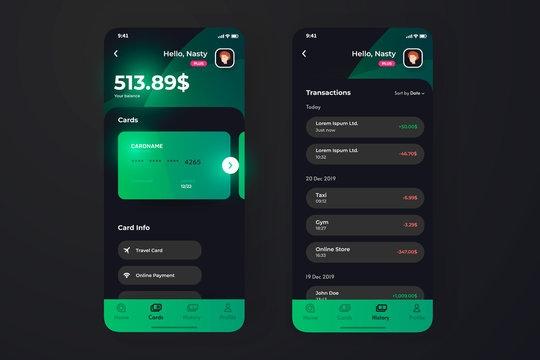 9:41
Hello, Nasty
PLUS
513.89$
Your balance
Cards
CARDNAME
**** **** **** 4265
12/22
Card Info
Travel Card
Online Payment
Home
Cards
History
Profile
9:41
Hello, Nasty
PLUS
Transactions
Sort by Date
Today
Lorem Ispum Ltd.
Just now
+50.00$
Lorem Ispum Ltd.
10:32
-46.70$
20 Dec 2019
Taxi
09:12
-6.99$
Gym
18:27
-3.29$
Online Store
16:33
-347.00$
19 Dec 2019
John Doe
+1,009.00$
Home
Cards
History
Profile